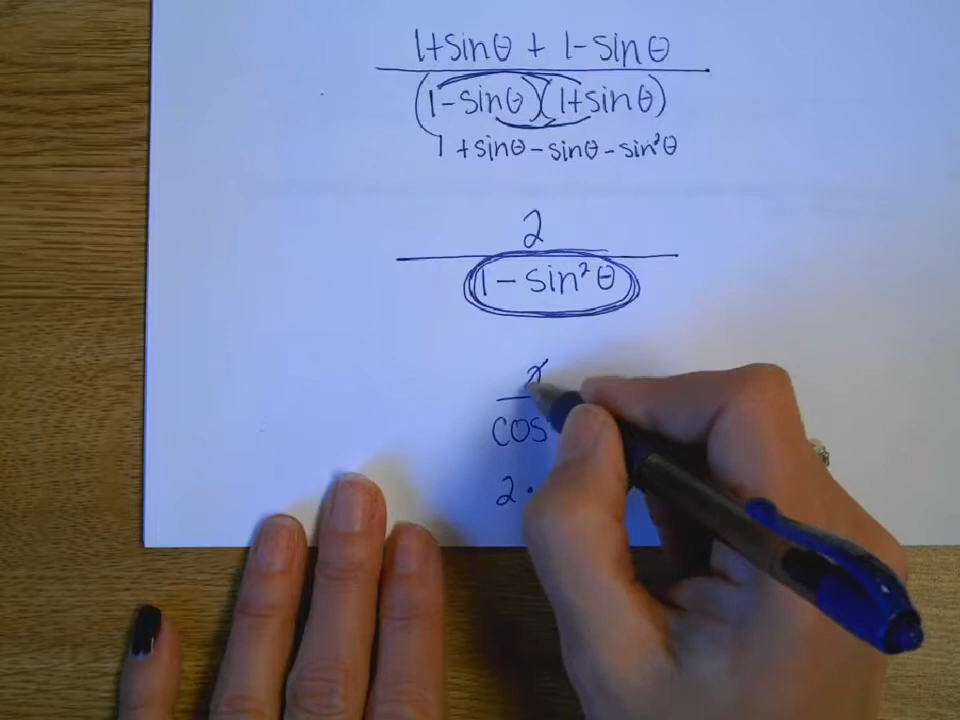 1+sinθ + 1-sinθ
(1-sinθ)(1+sinθ)
1 +sinθ-sinθ-sin²θ
2
1-sin²θ
2
cos
2 ·